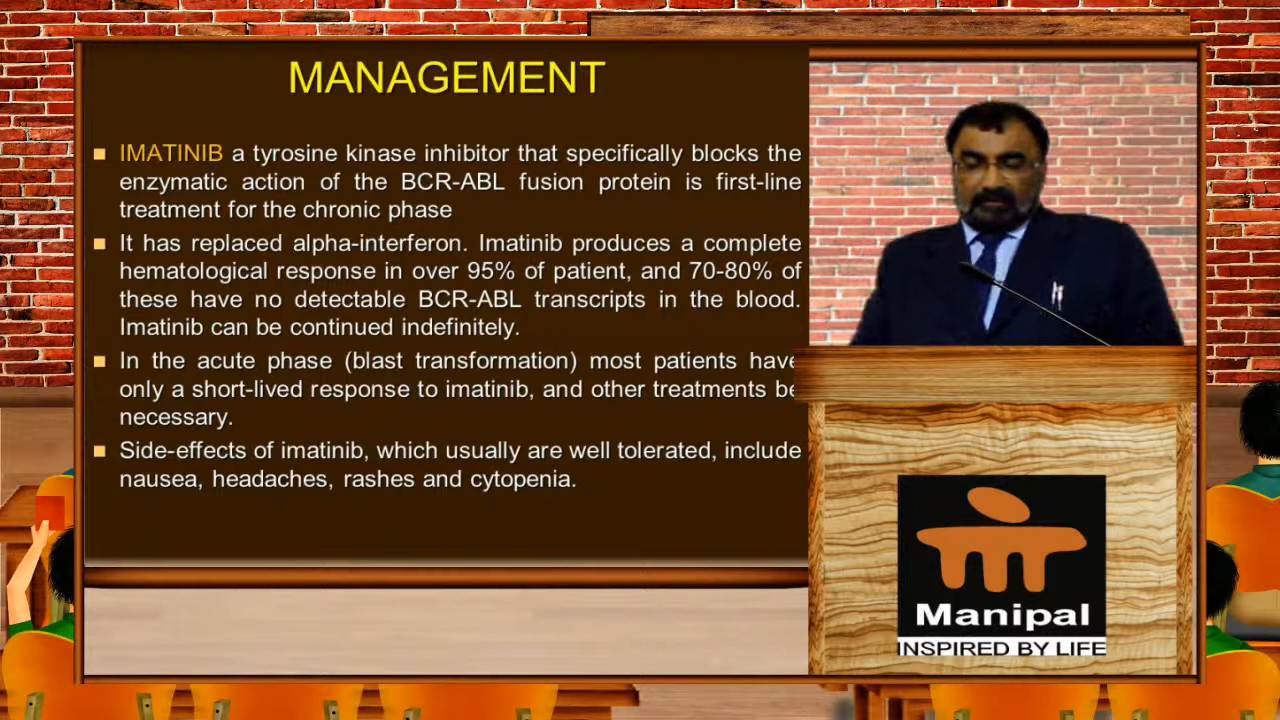 MANAGEMENT
IMATINIB a tyrosine kinase inhibitor that specifically blocks the
enzymatic action of the BCR-ABL fusion protein is first-line
treatment for the chronic phase
It has replaced alpha-interferon. Imatinib produces a complete
hematological response in over 95% of patient, and 70-80% of
these have no detectable BCR-ABL transcripts in the blood.
Imatinib can be continued indefinitely.
In the acute phase (blast transformation) most patients have
only a short-lived response to imatinib, and other treatments be
necessary.
Side-effects of imatinib, which usually are well tolerated, include
nausea, headaches, rashes and cytopenia.
Manipal
INSPIRED BY LIFE